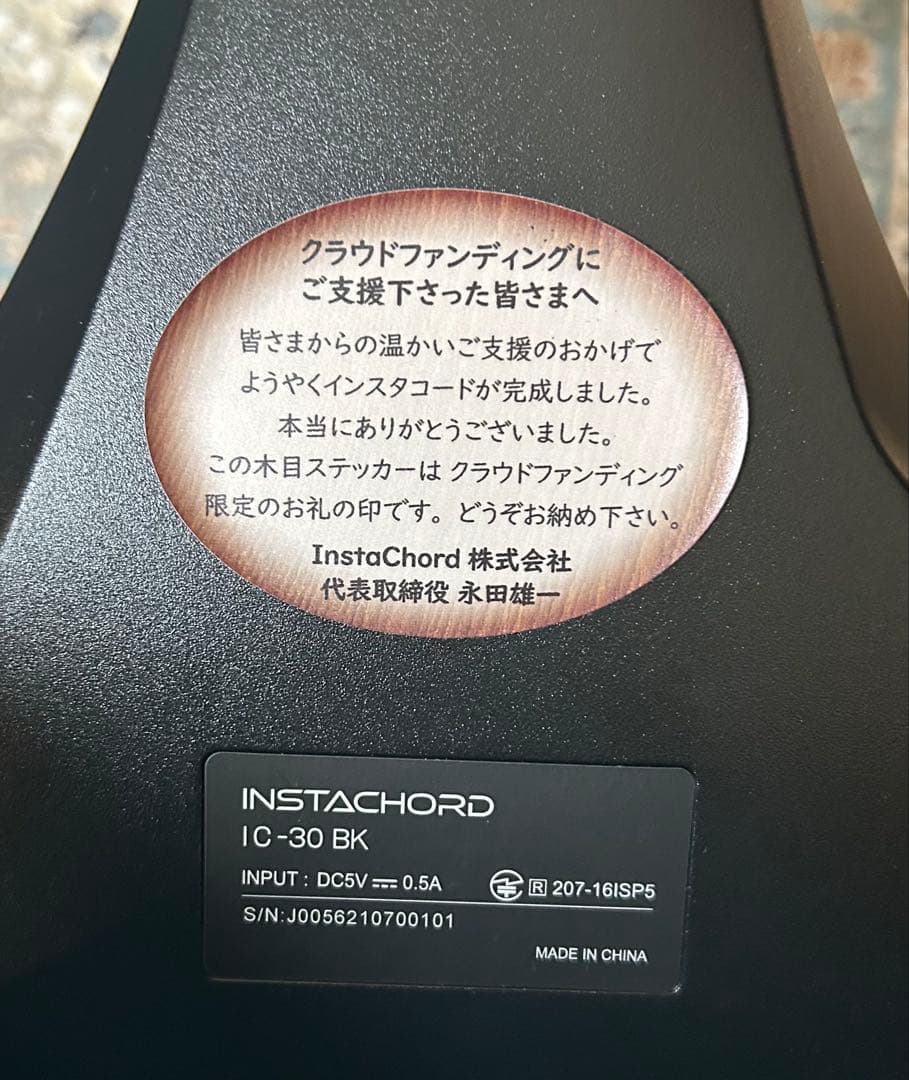 クラウドファンディングに
ご支援下さった皆さまへ
皆さまからの温かいご支援のおかげで
ようやくインスタコードが完成しました。
本当にありがとうございました。
この木目ステッカーは クラウドファンディング
限定のお礼の印です。どうぞお納め下さい。
InstaChord 株式会社
代表取締役 永田雄一
INSTACHORD
IC-30 BK
INPUT : DC5V ⎓ 0.5A R 207-16ISP5
S/N:J0056210700101
MADE IN CHINA